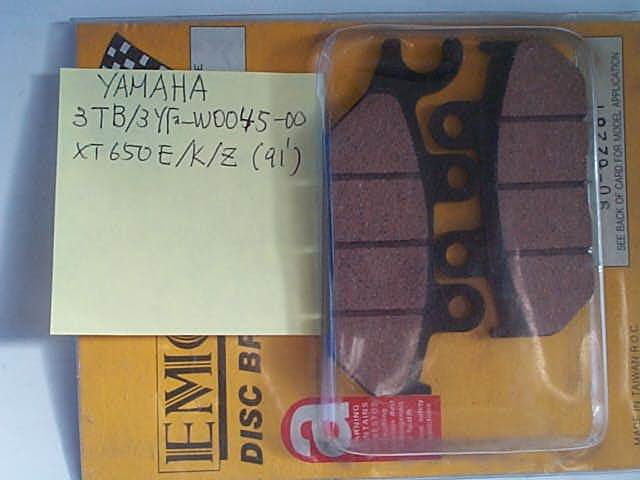 YAMAHA
3TB/3YF-W0045-00
XT650E/K/Z (91')
EMG
DISC BR
a
SEE BACK OF CARD FOR MODEL APPLICATION
MADE IN TAIWAN R.O.C